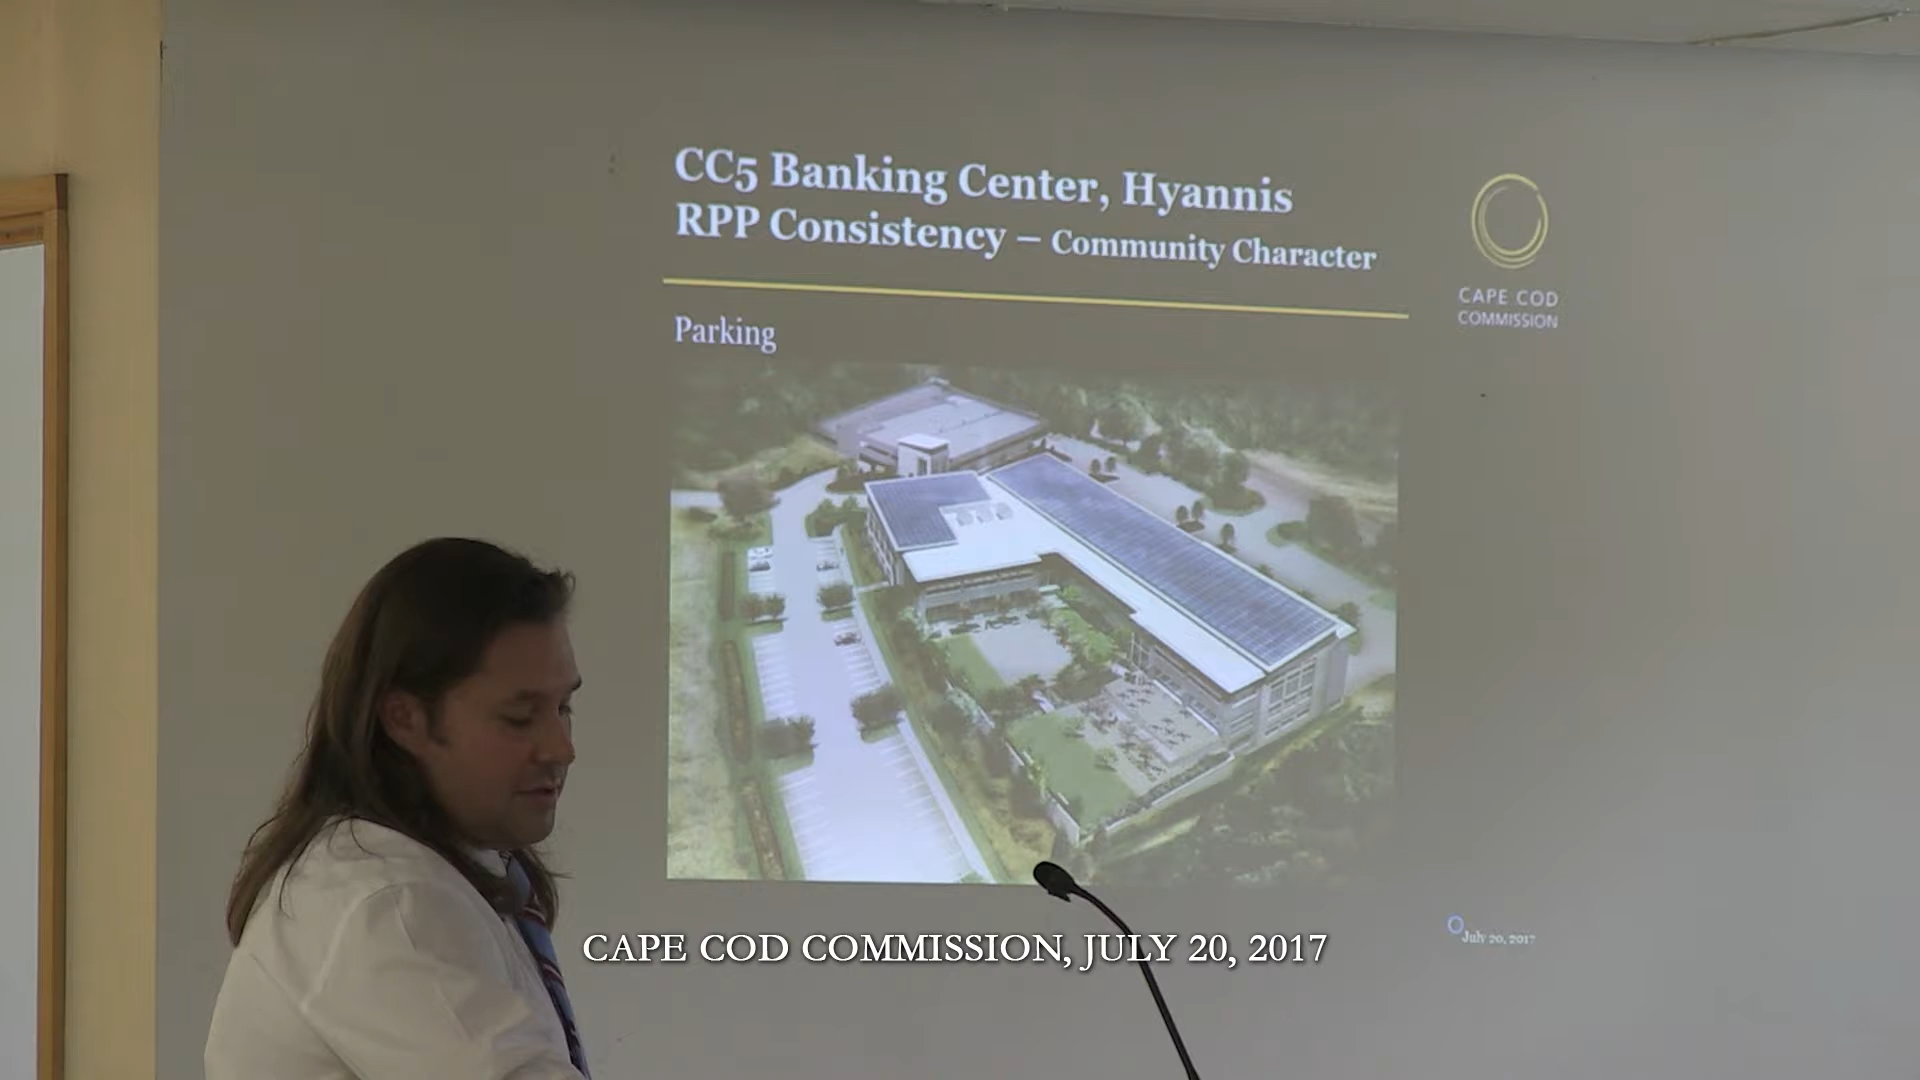 CC5 Banking Center, Hyannis
RPP Consistency – Community Character
CAPE COD
COMMISSION
Parking
July 20, 2017
CAPE COD COMMISSION, JULY 20, 2017